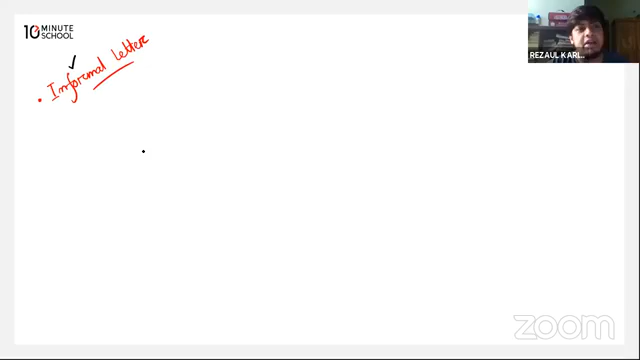 10 MINUTE
SCHOOL
Informal Letter
REZAUL KARI...
zoom